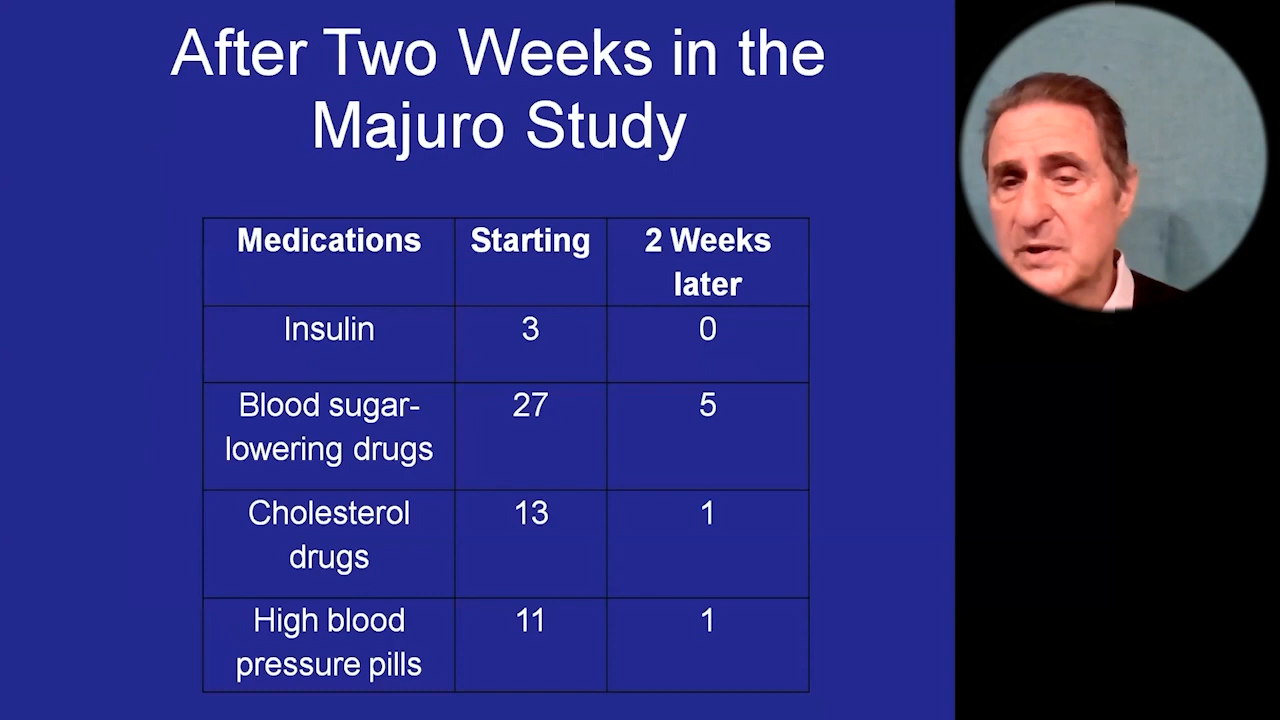 After Two Weeks in the
Majuro Study
Medications Starting 2 Weeks
later
Insulin 3 0
Blood sugar- 27 5
lowering drugs
Cholesterol 13 1
drugs
High blood 11 1
pressure pills